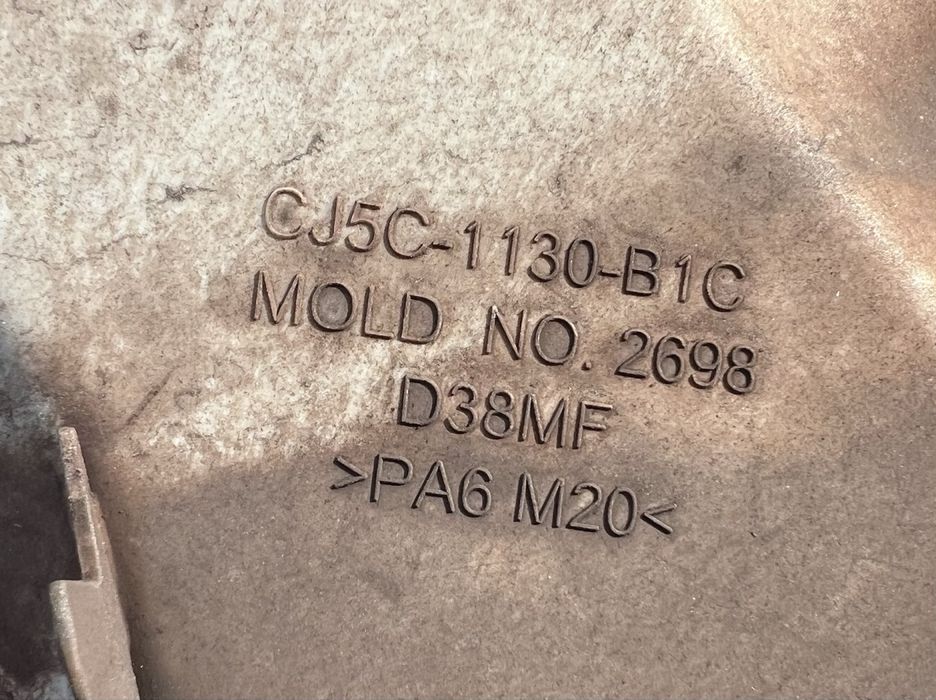 CJ5C-1130-B1C
MOLD NO. 2698
D38MF
>PA6 M20<